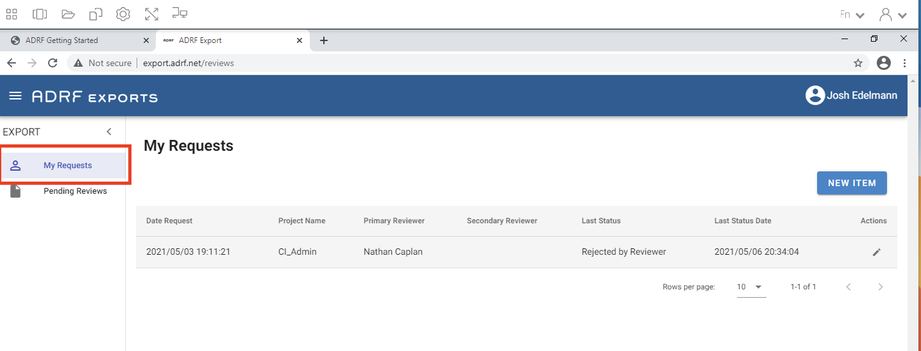 Fn
ADRF Getting Started
ADRF Export
Not secure | export.adrf.net/reviews
ADRF EXPORTS
Josh Edelmann
EXPORT
My Requests
Pending Reviews
My Requests
NEW ITEM
Date Request Project Name Primary Reviewer Secondary Reviewer Last Status Last Status Date Actions
2021/05/03 19:11:21 CI_Admin Nathan Caplan Rejected by Reviewer 2021/05/06 20:34:04
Rows per page: 10 1-1 of 1